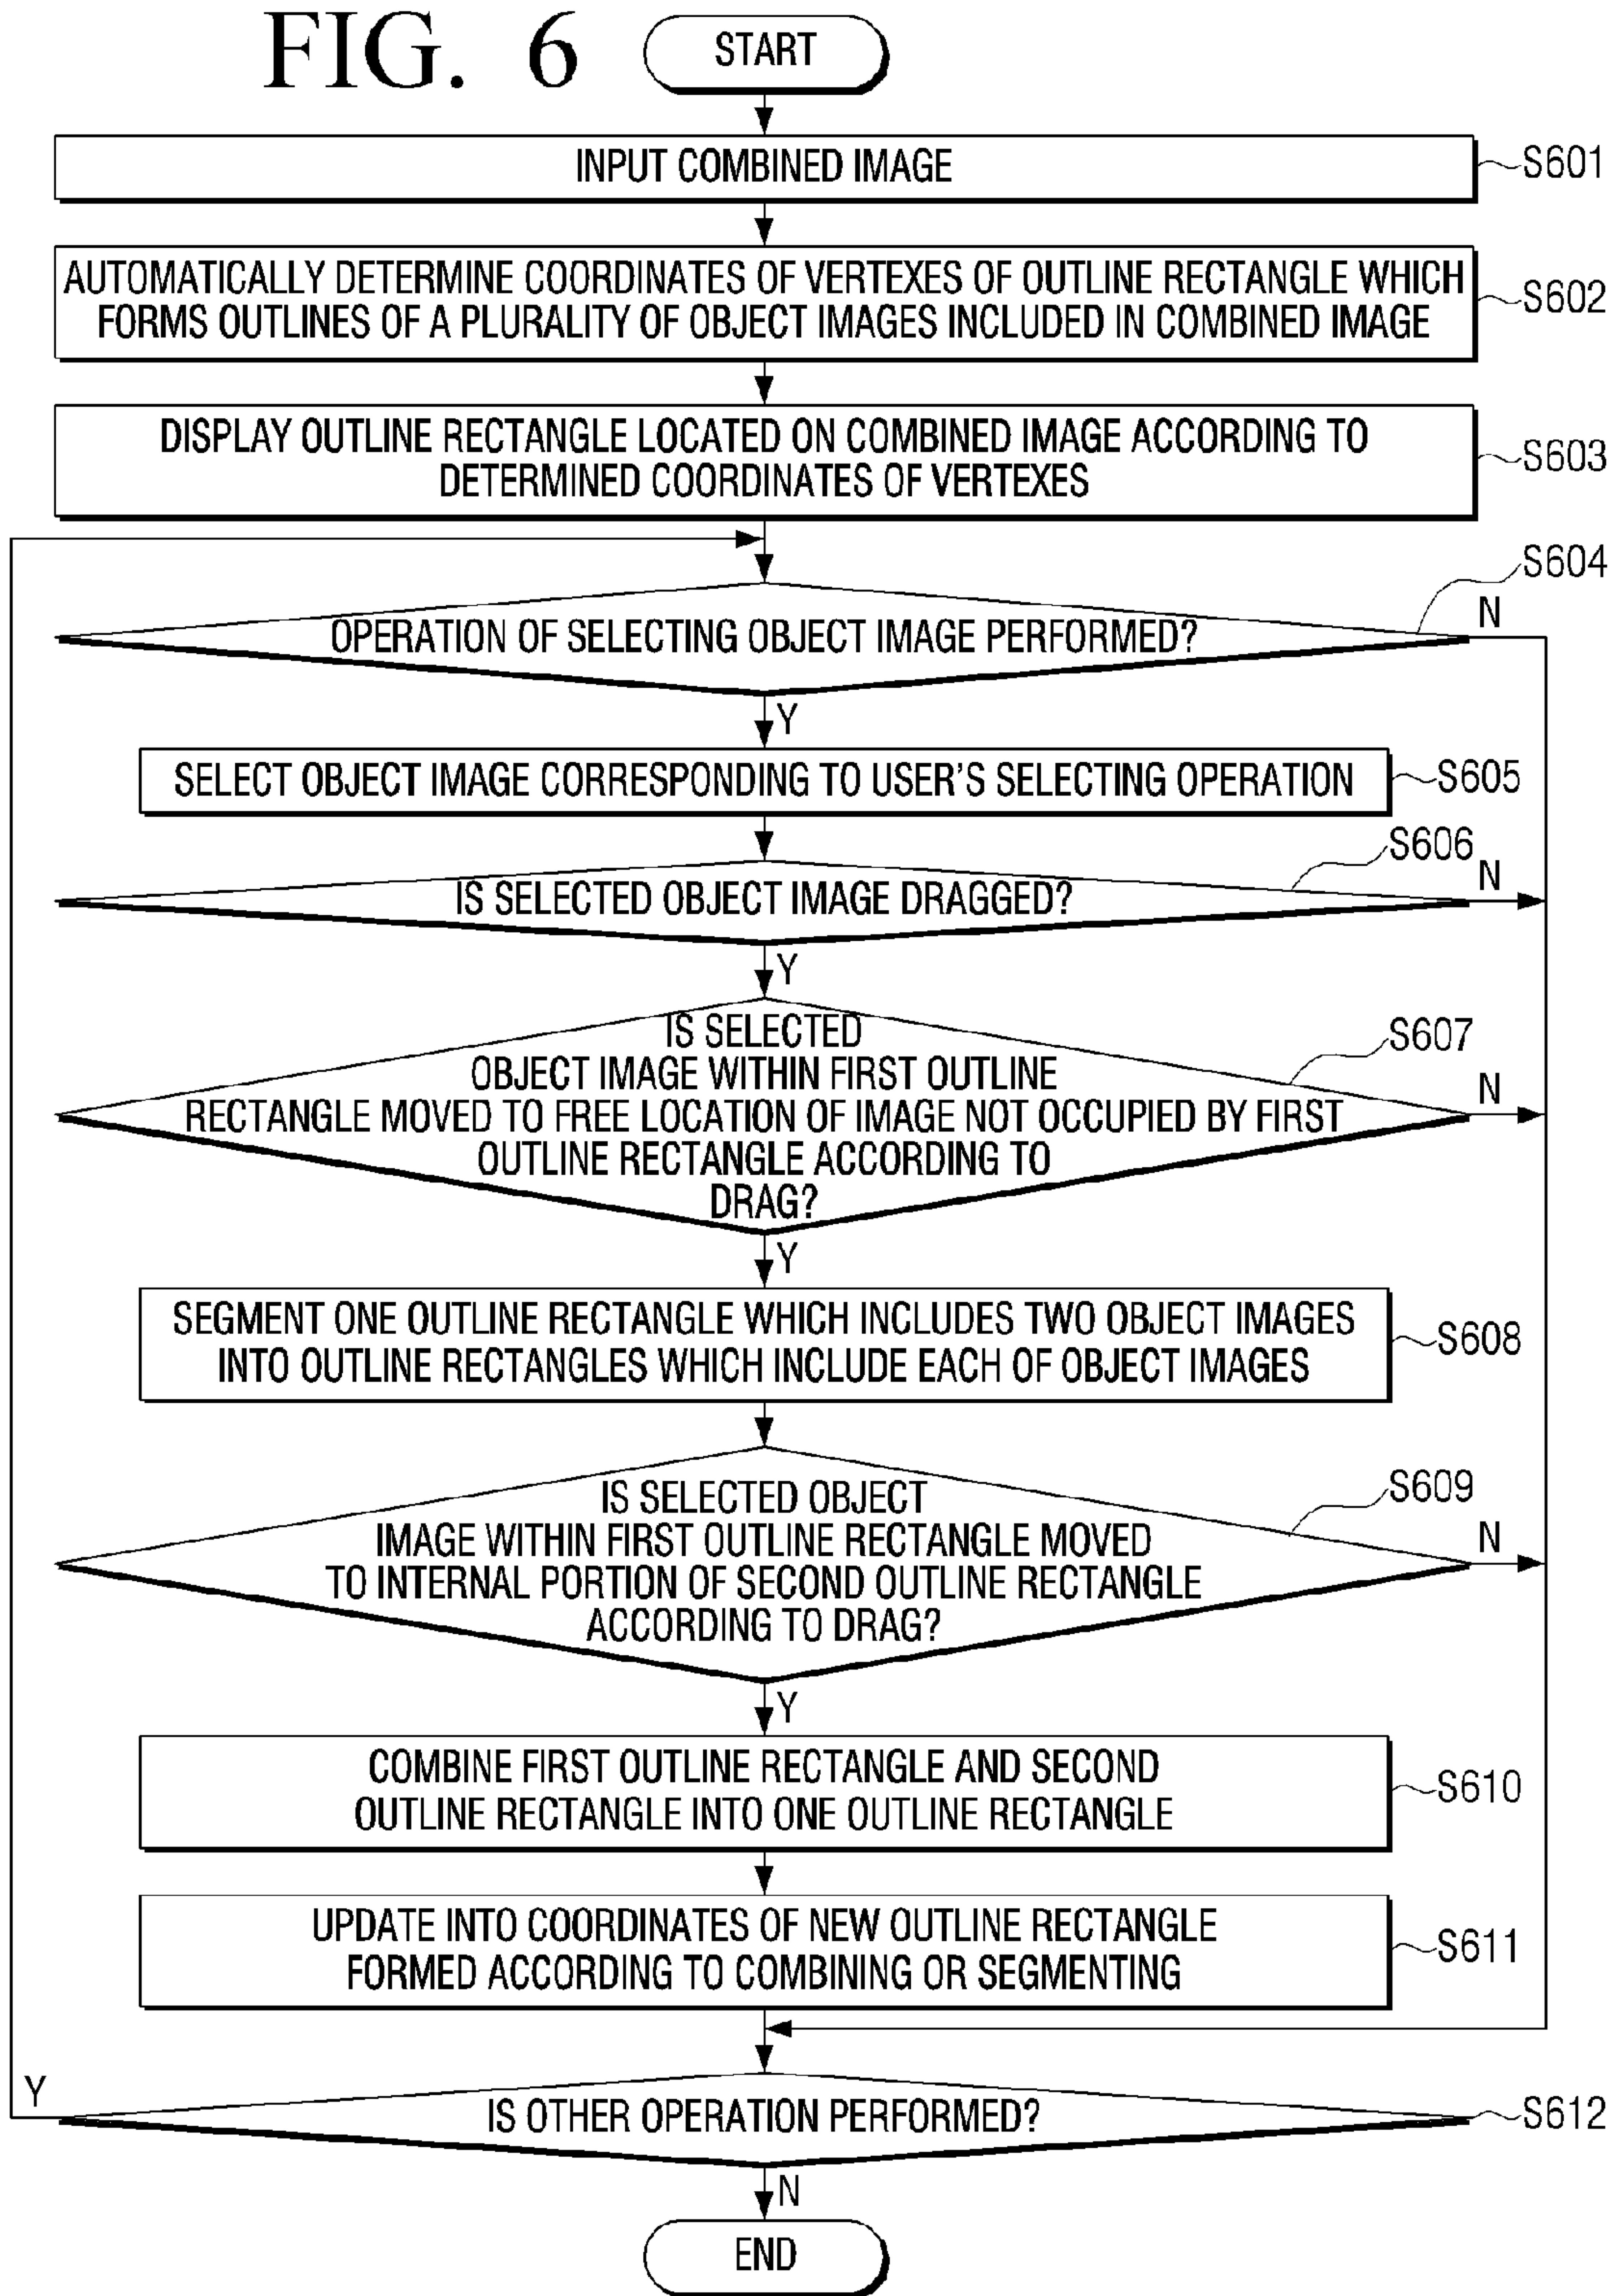 FIG. 6
START
INPUT COMBINED IMAGE
S601
AUTOMATICALLY DETERMINE COORDINATES OF VERTEXES OF OUTLINE RECTANGLE WHICH
FORMS OUTLINES OF A PLURALITY OF OBJECT IMAGES INCLUDED IN COMBINED IMAGE
S602
DISPLAY OUTLINE RECTANGLE LOCATED ON COMBINED IMAGE ACCORDING TO
DETERMINED COORDINATES OF VERTEXES
S603
S604
OPERATION OF SELECTING OBJECT IMAGE PERFORMED?
N
Y
SELECT OBJECT IMAGE CORRESPONDING TO USER'S SELECTING OPERATION
S605
S606
IS SELECTED OBJECT IMAGE DRAGGED?
N
Y
IS SELECTED
OBJECT IMAGE WITHIN FIRST OUTLINE
RECTANGLE MOVED TO FREE LOCATION OF IMAGE NOT OCCUPIED BY FIRST
OUTLINE RECTANGLE ACCORDING TO
DRAG?
S607
N
Y
SEGMENT ONE OUTLINE RECTANGLE WHICH INCLUDES TWO OBJECT IMAGES
INTO OUTLINE RECTANGLES WHICH INCLUDE EACH OF OBJECT IMAGES
S608
IS SELECTED OBJECT
IMAGE WITHIN FIRST OUTLINE RECTANGLE MOVED
TO INTERNAL PORTION OF SECOND OUTLINE RECTANGLE
ACCORDING TO DRAG?
S609
N
Y
COMBINE FIRST OUTLINE RECTANGLE AND SECOND
OUTLINE RECTANGLE INTO ONE OUTLINE RECTANGLE
S610
UPDATE INTO COORDINATES OF NEW OUTLINE RECTANGLE
FORMED ACCORDING TO COMBINING OR SEGMENTING
S611
Y
IS OTHER OPERATION PERFORMED?
S612
N
END